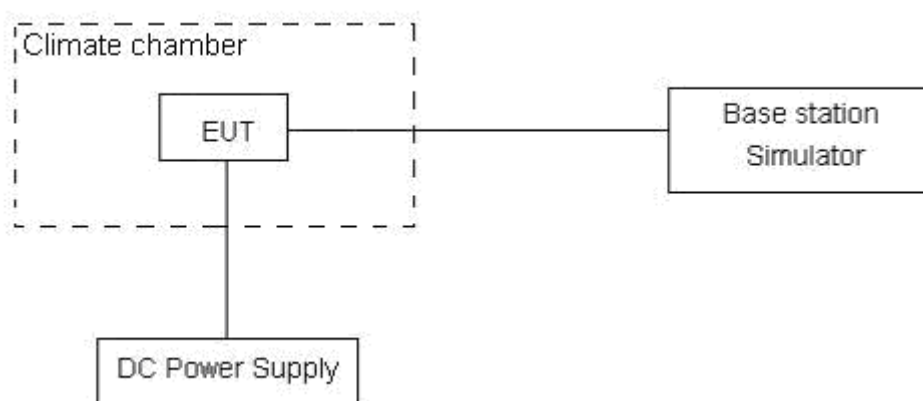 Climate chamber
EUT
Base station
Simulator
DC Power Supply